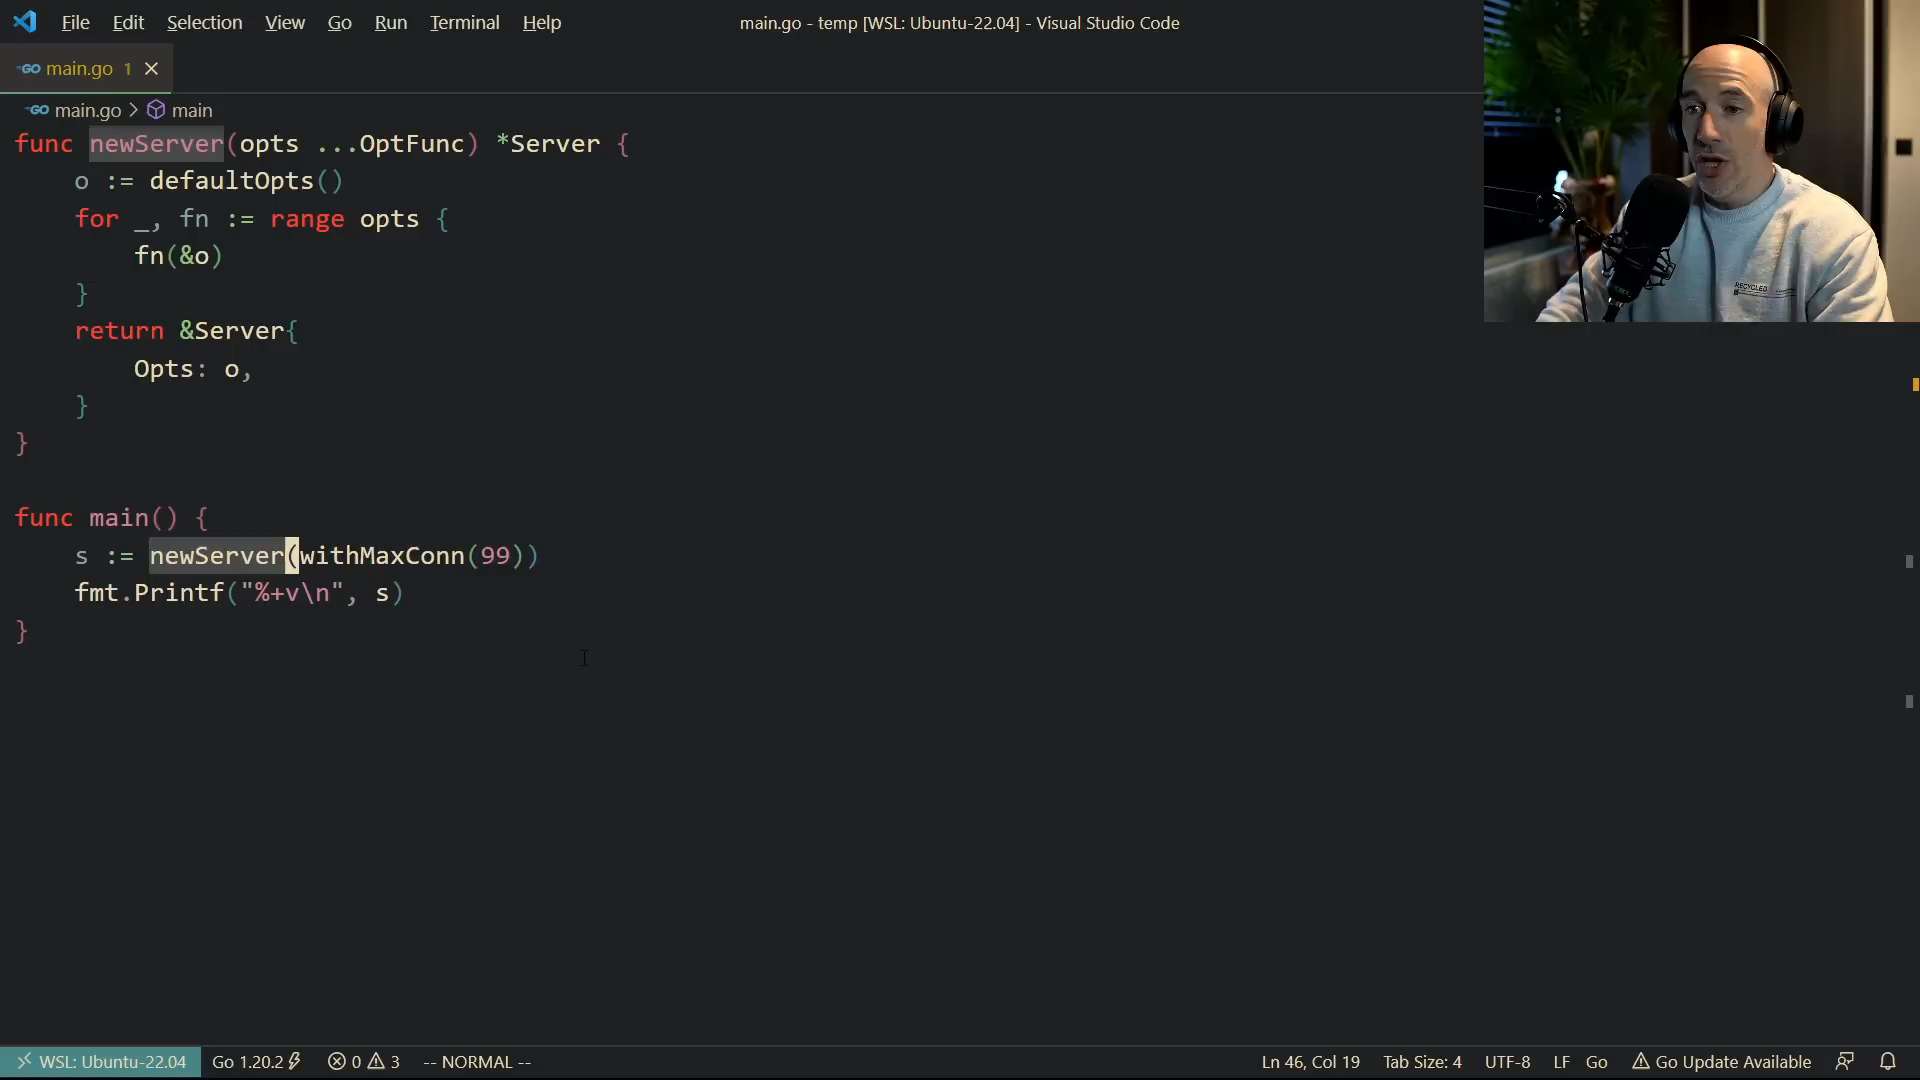 File Edit Selection View Go Run Terminal Help
main.go - temp [WSL: Ubuntu-22.04] - Visual Studio Code
GO main.go 1
GO main.go > main
func newServer(opts ...OptFunc) *Server {
    o := defaultOpts()
    for _, fn := range opts {
        fn(&o)
    }
    return &Server{
        Opts: o,
    }
}
func main() {
    s := newServer(withMaxConn(99))
    fmt.Printf("%+v\n", s)
}
RECYCLED
WSL: Ubuntu-22.04 Go 1.20.2 0 3 -- NORMAL -- Ln 46, Col 19 Tab Size: 4 UTF-8 LF Go Go Update Available